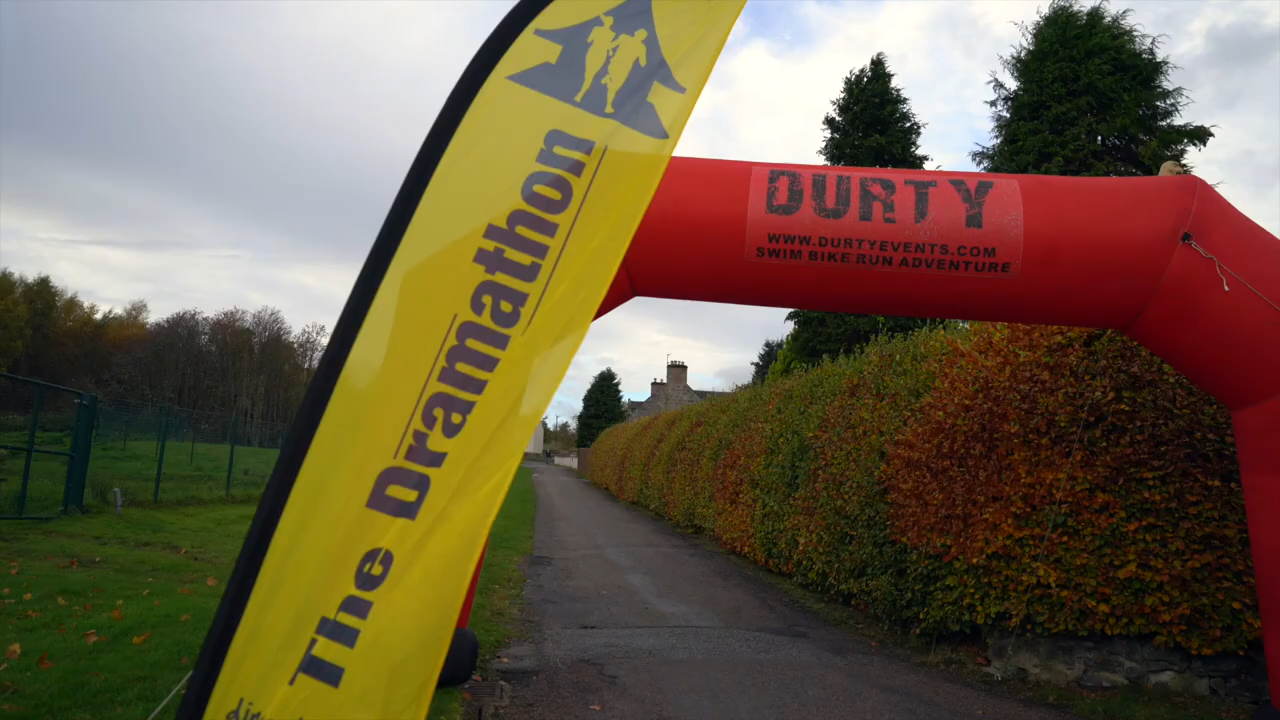 The Dramathon
DURTY
WWW.DURTYEVENTS.COM
SWIM BIKE RUN ADVENTURE